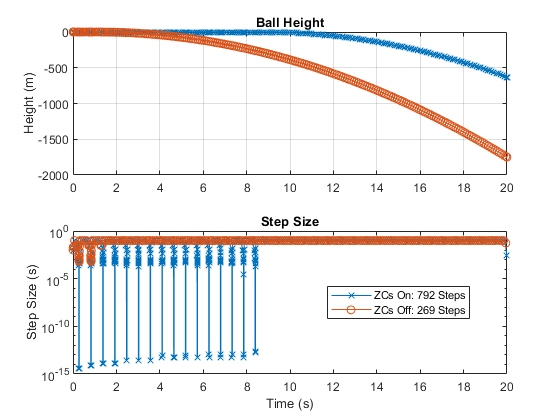 Ball Height
Height (m)
0
-500
-1000
-1500
-2000
0 2 4 6 8 10 12 14 16 18 20
Step Size
Step Size (s)
10^0
10^-5
10^-10
10^-15
ZCs On: 792 Steps
ZCs Off: 269 Steps
0 2 4 6 8 10 12 14 16 18 20
Time (s)